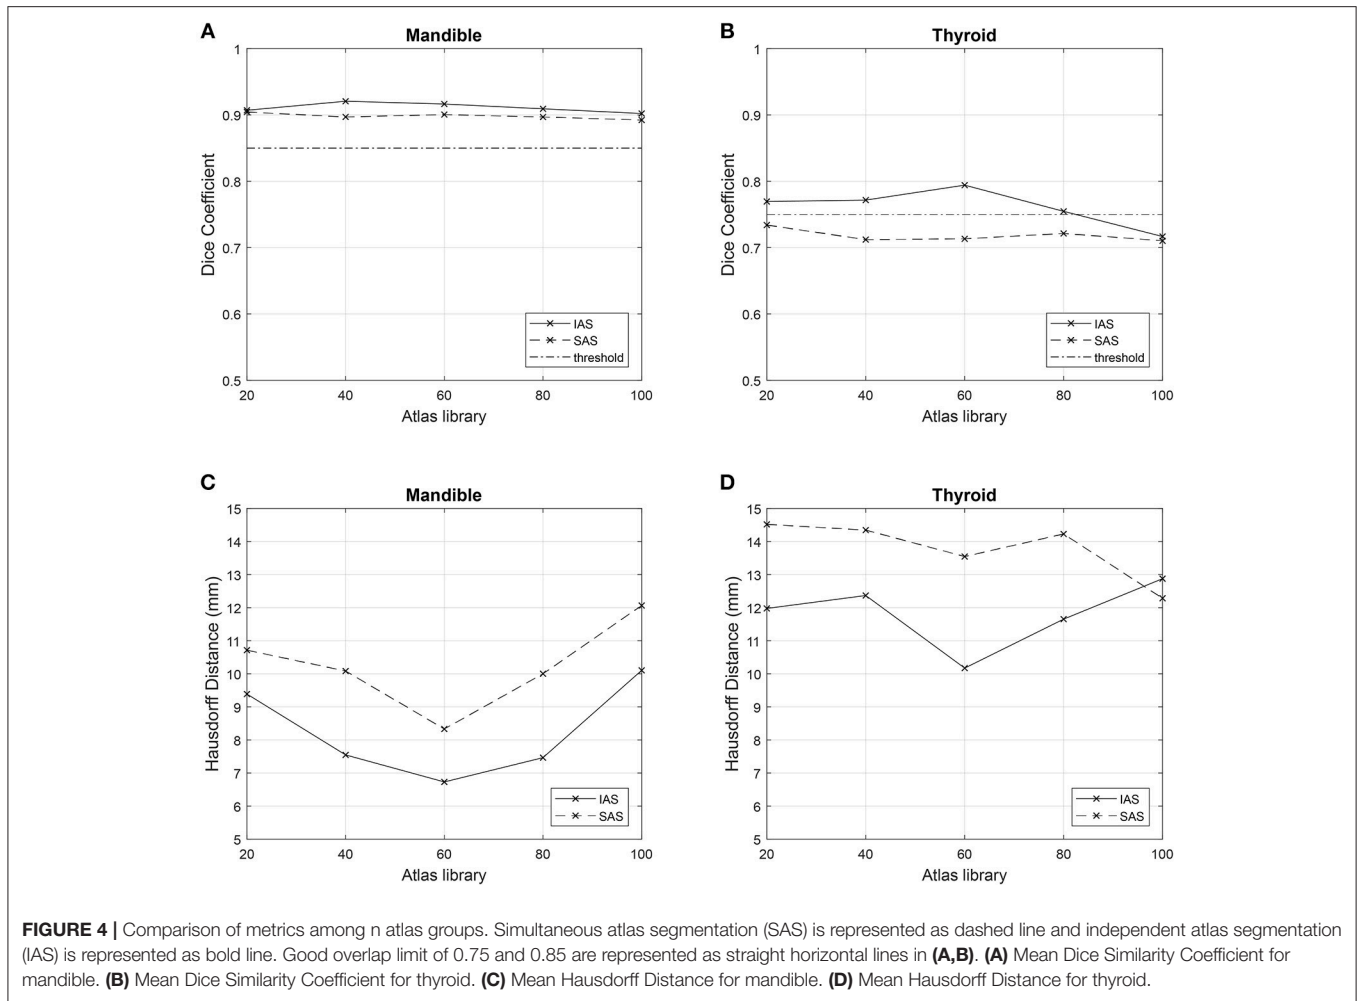 A
Mandible
1
0.9
0.8
0.7
0.6
0.5
Dice Coefficient
IAS
SAS
threshold
20 40 60 80 100
Atlas library
B
Thyroid
1
0.9
0.8
0.7
0.6
0.5
Dice Coefficient
IAS
SAS
threshold
20 40 60 80 100
Atlas library
C
Mandible
15
14
13
12
11
10
9
8
7
6
5
Hausdorff Distance (mm)
IAS
SAS
20 40 60 80 100
Atlas library
D
Thyroid
15
14
13
12
11
10
9
8
7
6
5
Hausdorff Distance (mm)
IAS
SAS
20 40 60 80 100
Atlas library
FIGURE 4 | Comparison of metrics among n atlas groups. Simultaneous atlas segmentation (SAS) is represented as dashed line and independent atlas segmentation
(IAS) is represented as bold line. Good overlap limit of 0.75 and 0.85 are represented as straight horizontal lines in (A,B). (A) Mean Dice Similarity Coefficient for
mandible. (B) Mean Dice Similarity Coefficient for thyroid. (C) Mean Hausdorff Distance for mandible. (D) Mean Hausdorff Distance for thyroid.